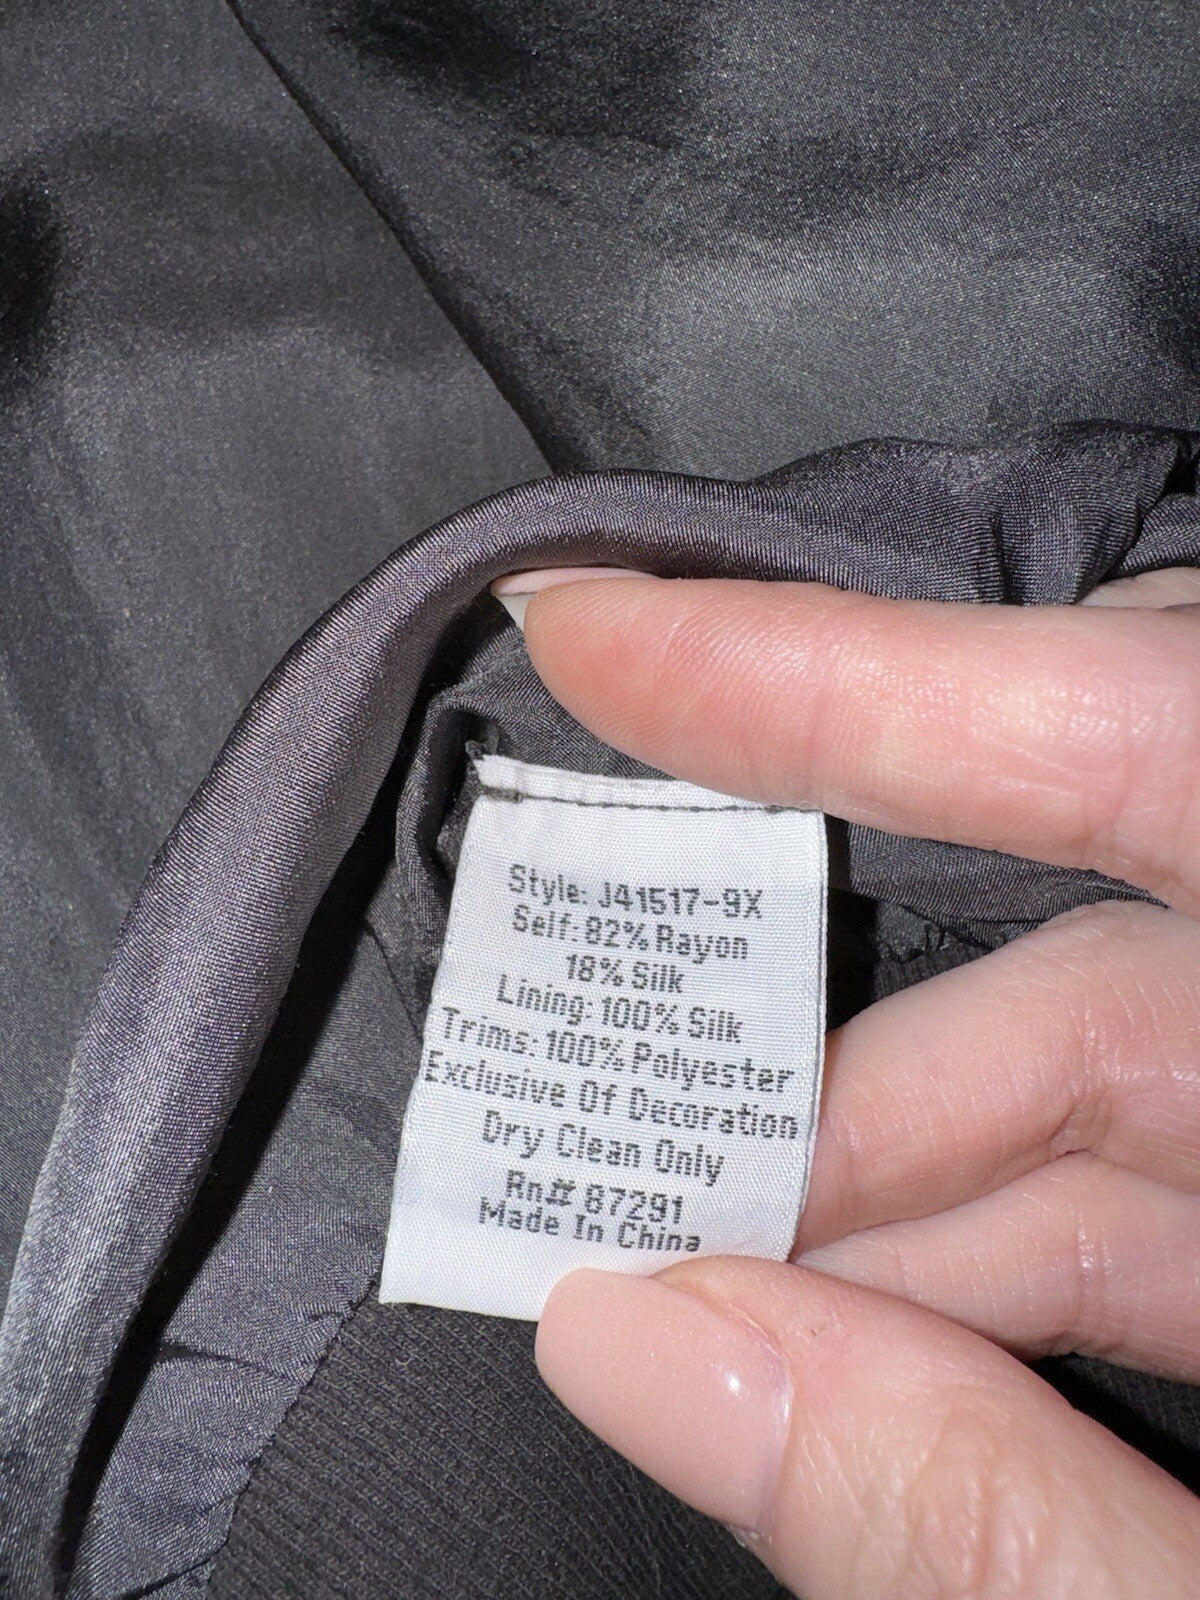 Style: J41517-9X
Self: 82% Rayon
18% Silk
Lining: 100% Silk
Trims: 100% Polyester
Exclusive Of Decoration
Dry Clean Only
Rn# 87291
Made In China